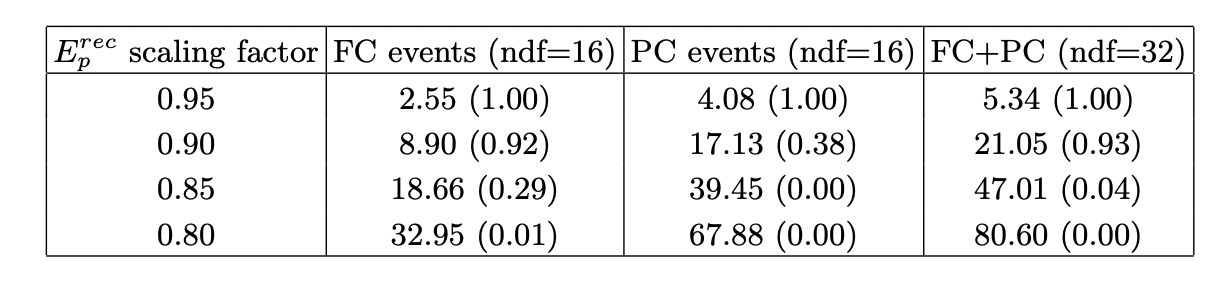 E_p^{rec} scaling factor FC events (ndf=16) PC events (ndf=16) FC+PC (ndf=32)
0.95 2.55 (1.00) 4.08 (1.00) 5.34 (1.00)
0.90 8.90 (0.92) 17.13 (0.38) 21.05 (0.93)
0.85 18.66 (0.29) 39.45 (0.00) 47.01 (0.04)
0.80 32.95 (0.01) 67.88 (0.00) 80.60 (0.00)